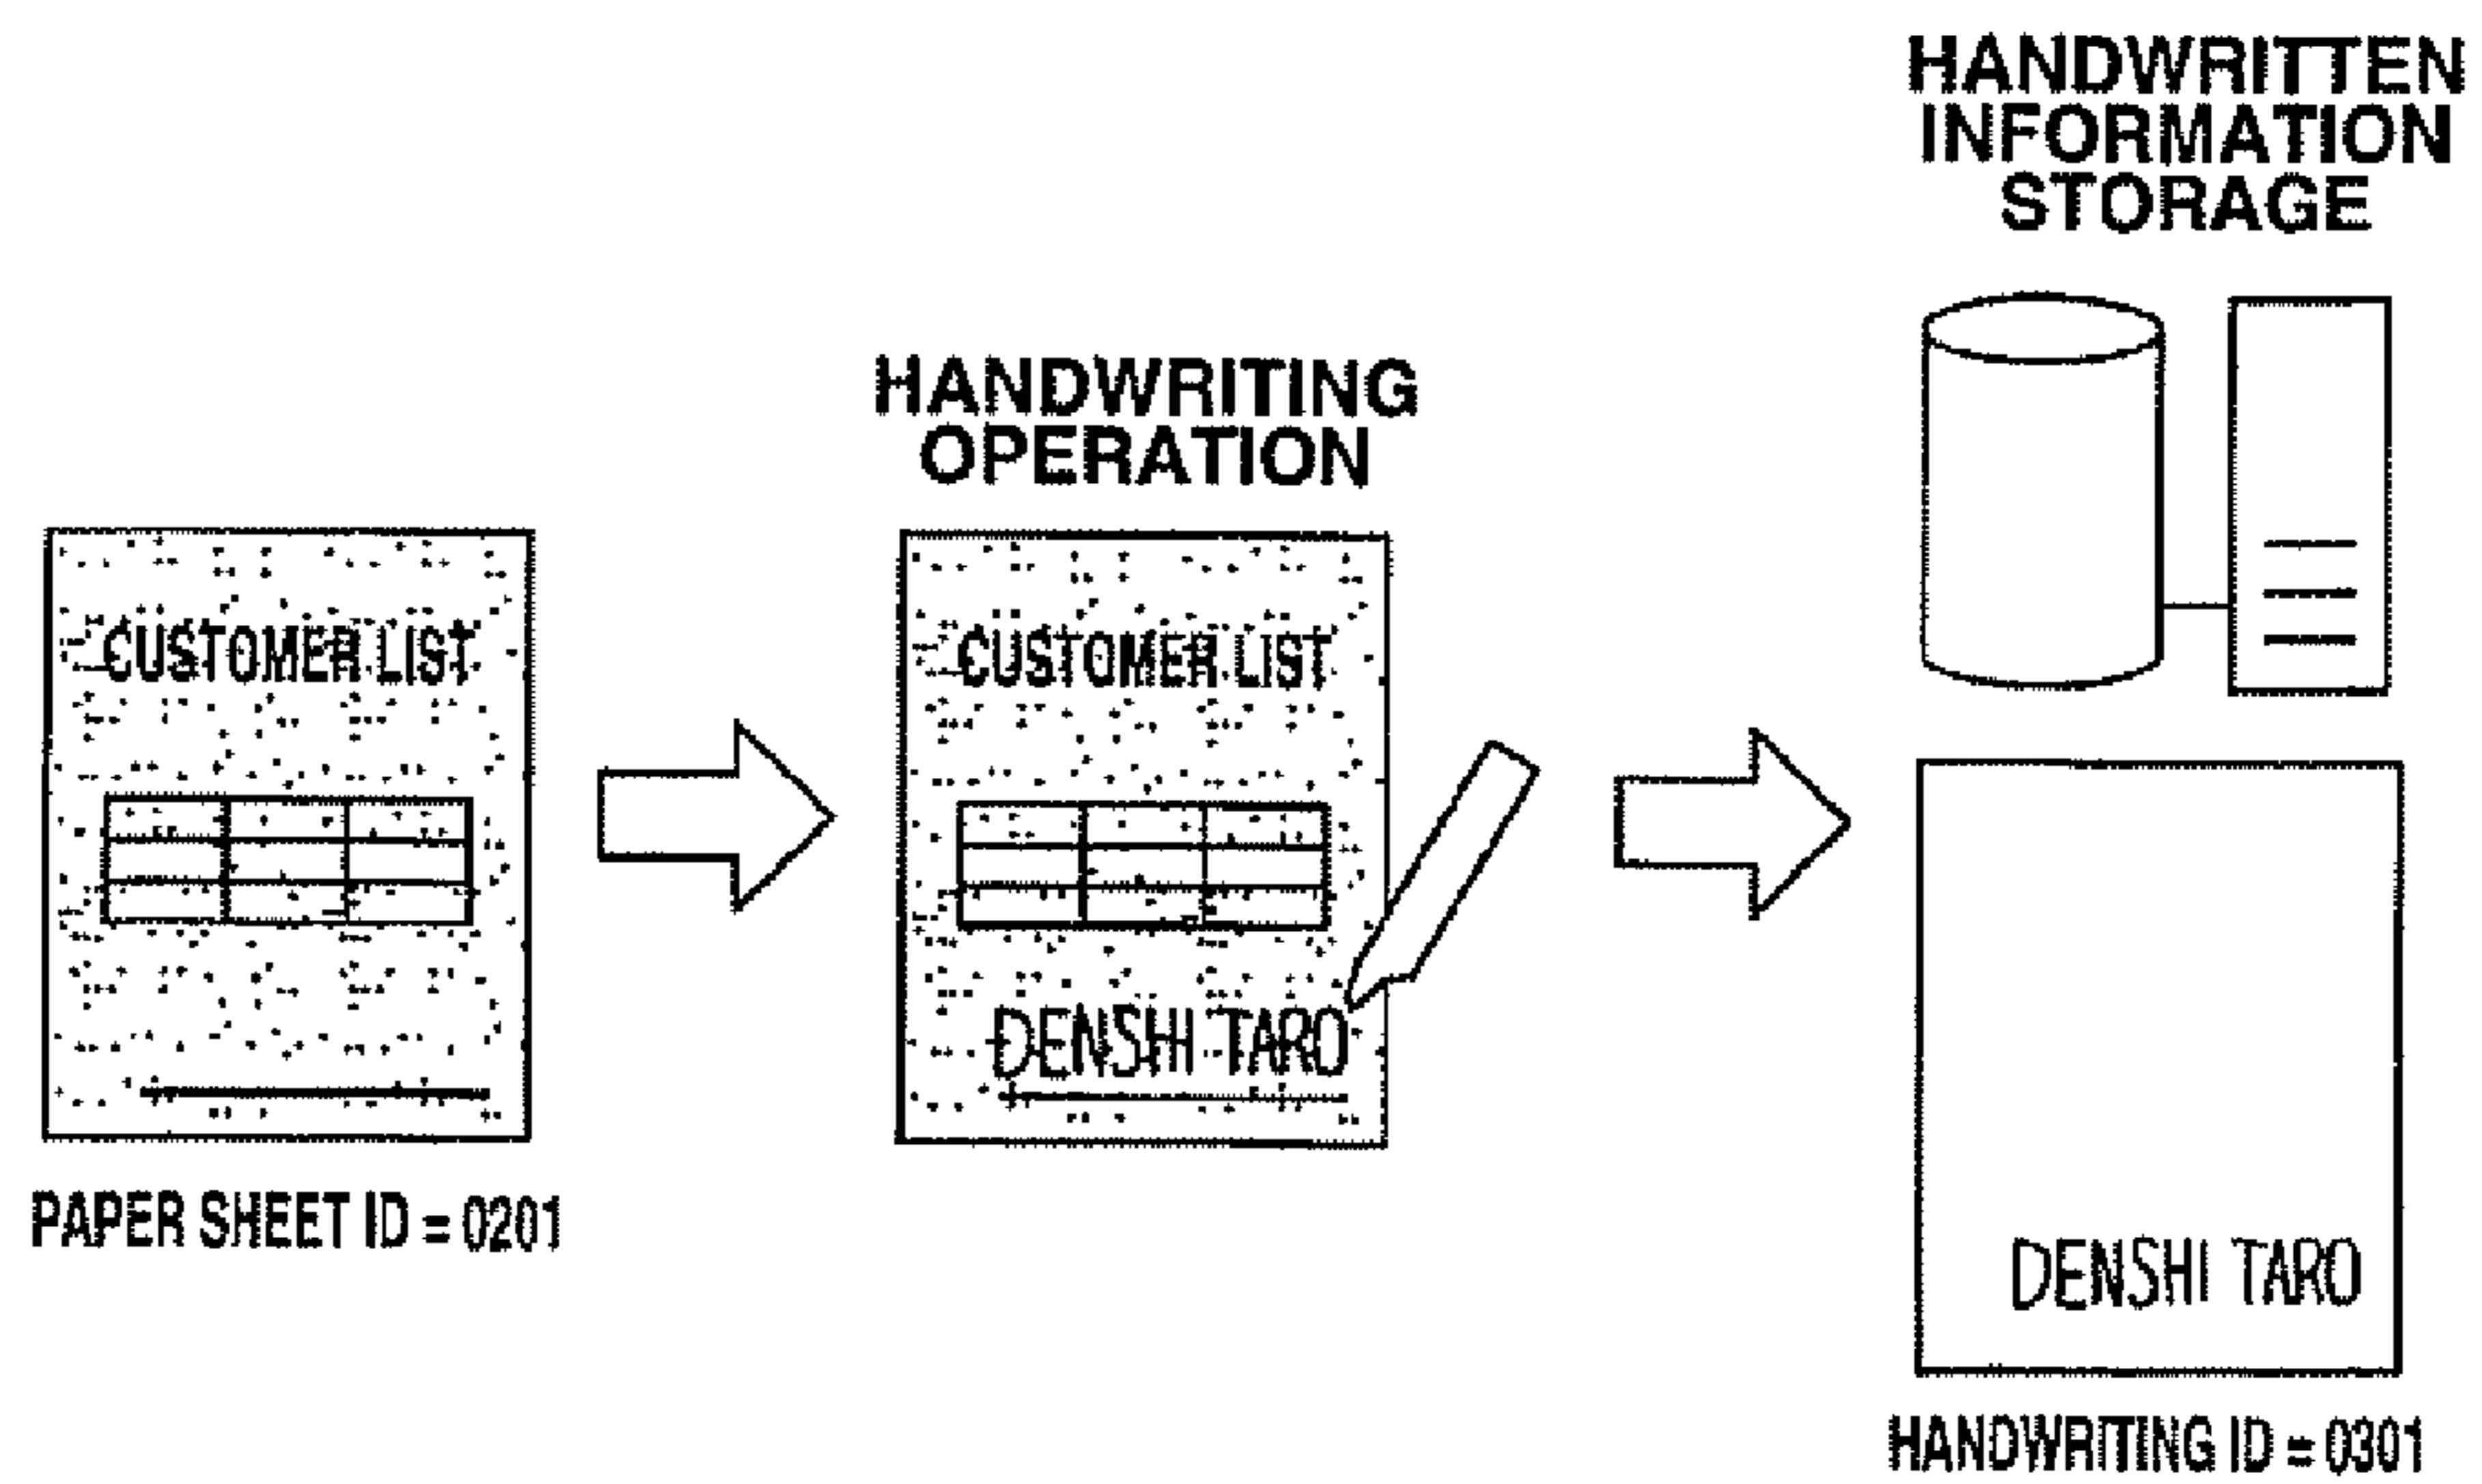 CUSTOMER LIST
PAPER SHEET ID = 0201
HANDWRITING
OPERATION
CUSTOMER LIST
DENSHI TARO
HANDWRITTEN
INFORMATION
STORAGE
DENSHI TARO
HANDWRITING ID = 0301